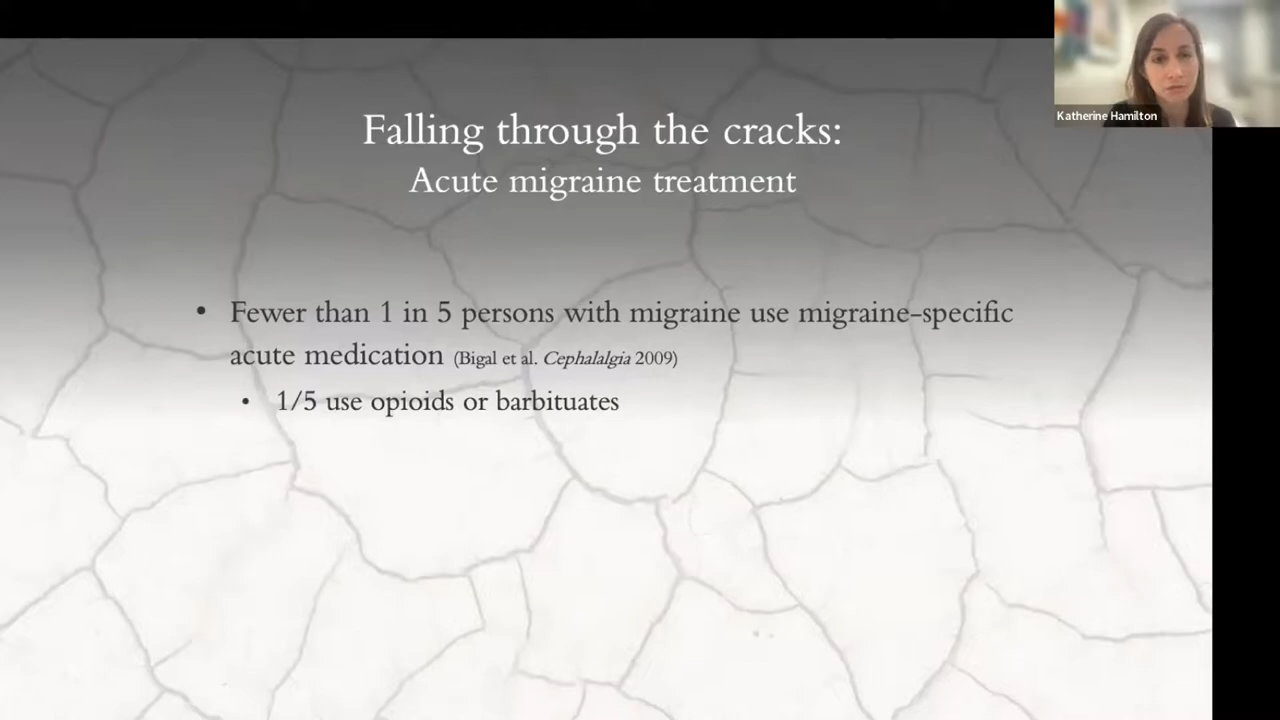 Falling through the cracks:
Acute migraine treatment
Katherine Hamilton
• Fewer than 1 in 5 persons with migraine use migraine-specific
acute medication (Bigal et al. Cephalalgia 2009)
• 1/5 use opioids or barbituates